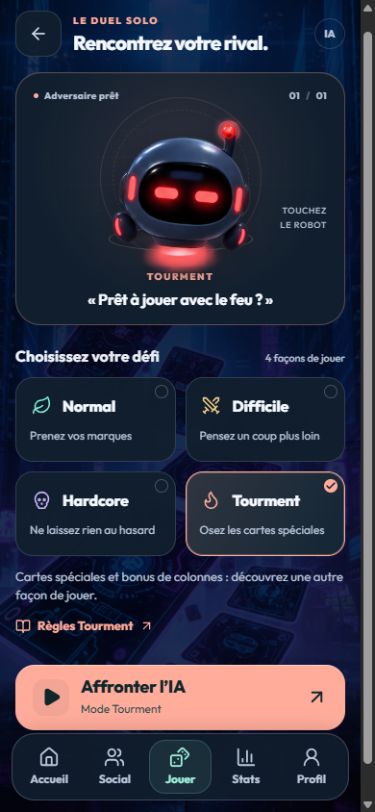 LE DUEL SOLO
Rencontrez votre rival.
IA
Adversaire prêt
01 / 01
TOUCHEZ
LE ROBOT
TOURMENT
« Prêt à jouer avec le feu ? »
Choisissez votre défi
4 façons de jouer
Normal
Prenez vos marques
Difficile
Pensez un coup plus loin
Hardcore
Ne laissez rien au hasard
Tourment
Osez les cartes spéciales
Cartes spéciales et bonus de colonnes : découvrez une autre
façon de jouer.
Règles Tourment
Affronter l'IA
Mode Tourment
Accueil
Social
Jouer
Stats
Profil